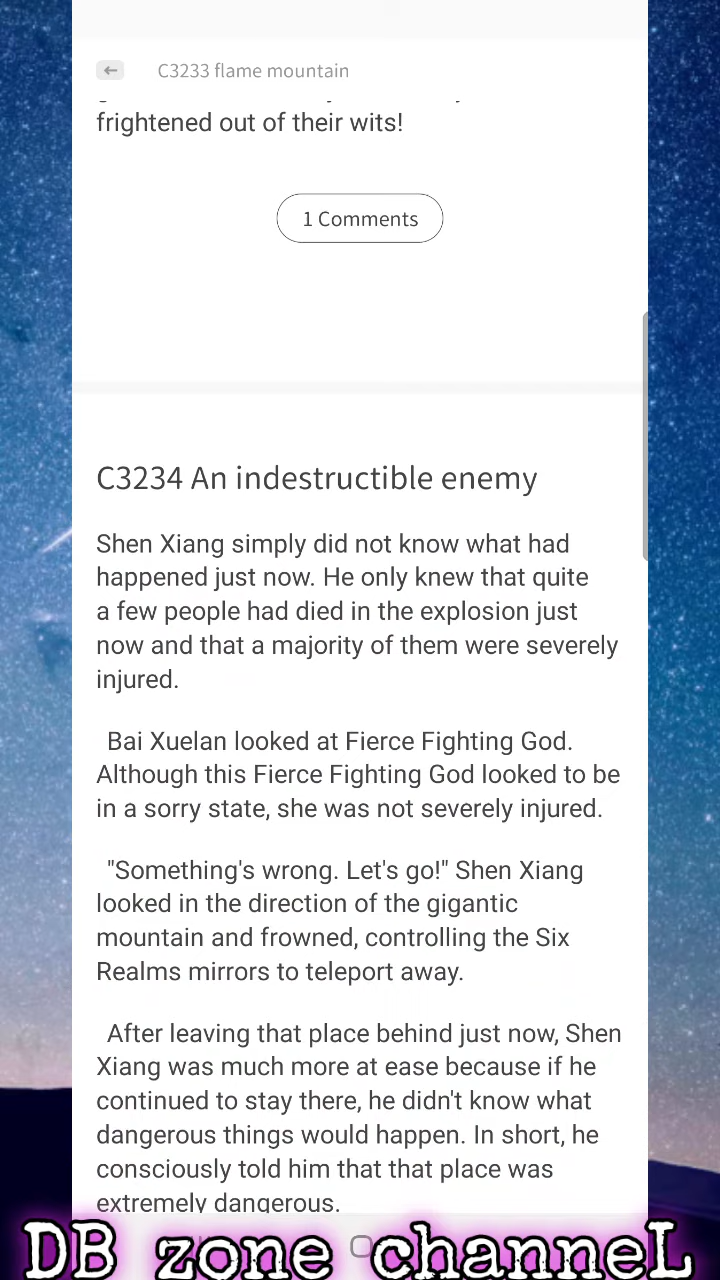 C3233 flame mountain
frightened out of their wits!
1 Comments
C3234 An indestructible enemy
Shen Xiang simply did not know what had
happened just now. He only knew that quite
a few people had died in the explosion just
now and that a majority of them were severely
injured.
Bai Xuelan looked at Fierce Fighting God.
Although this Fierce Fighting God looked to be
in a sorry state, she was not severely injured.
"Something's wrong. Let's go!" Shen Xiang
looked in the direction of the gigantic
mountain and frowned, controlling the Six
Realms mirrors to teleport away.
After leaving that place behind just now, Shen
Xiang was much more at ease because if he
continued to stay there, he didn't know what
dangerous things would happen. In short, he
consciously told him that that place was
extremely dangerous.
DB zone channeL